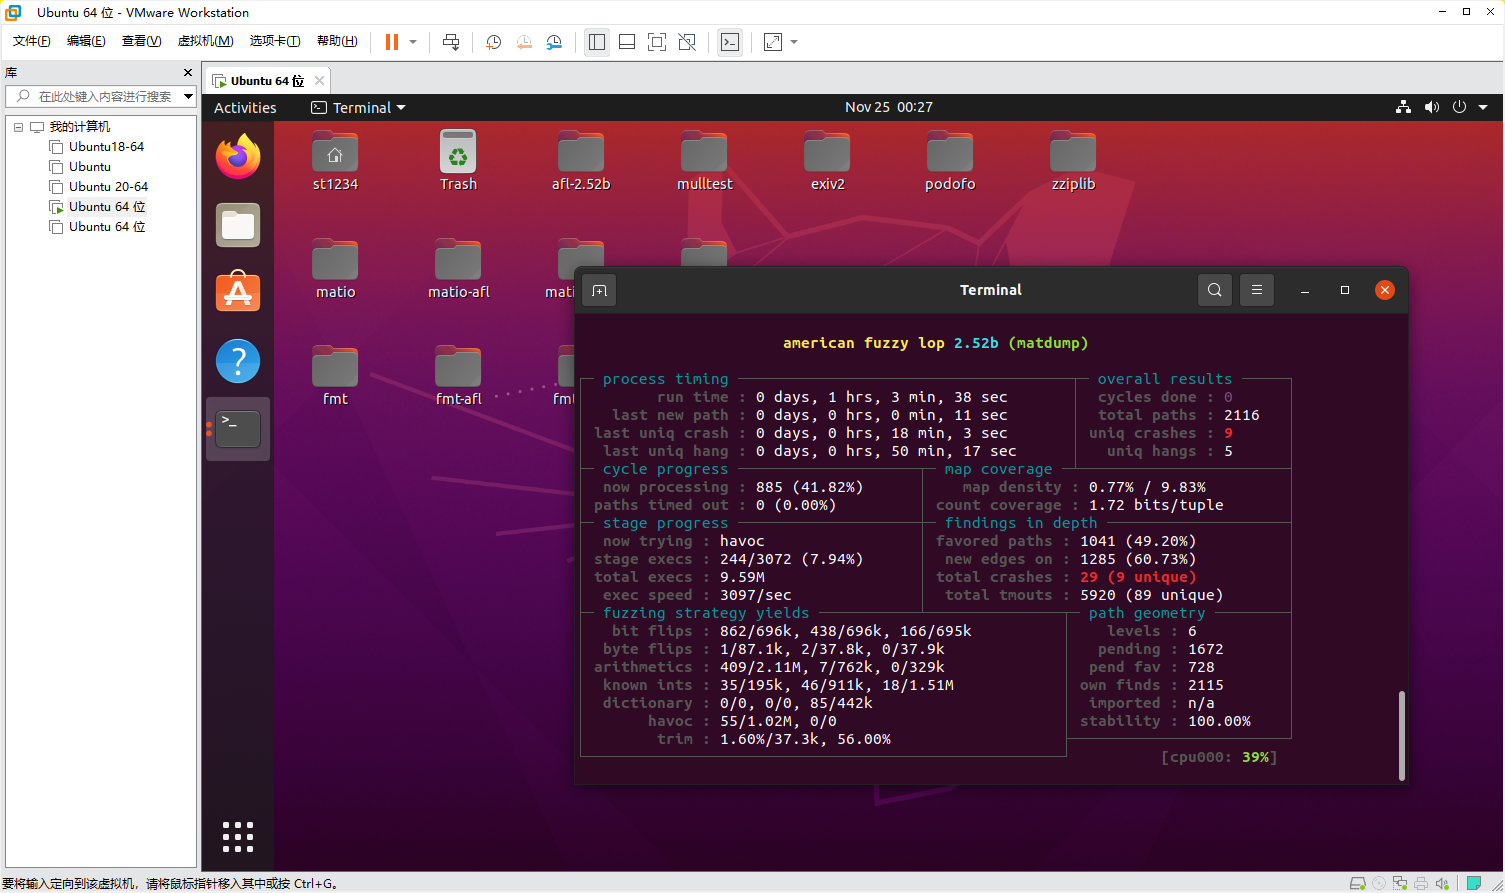 Ubuntu 64 位 - VMware Workstation
文件(F) 编辑(E) 查看(V) 虚拟机(M) 选项卡(T) 帮助(H)
库
在此处键入内容进行搜索
我的计算机
Ubuntu18-64
Ubuntu
Ubuntu 20-64
Ubuntu 64 位
Ubuntu 64 位
Ubuntu 64 位
Activities Terminal Nov 25 00:27
st1234 Trash afl-2.52b mulltest exiv2 podofo zziplib
matio matio-afl mati
fmt fmt-afl fmt
Terminal
american fuzzy lop 2.52b (matdump)
process timing overall results
run time : 0 days, 1 hrs, 3 min, 38 sec cycles done : 0
last new path : 0 days, 0 hrs, 0 min, 11 sec total paths : 2116
last uniq crash : 0 days, 0 hrs, 18 min, 3 sec uniq crashes : 9
last uniq hang : 0 days, 0 hrs, 50 min, 17 sec uniq hangs : 5
cycle progress map coverage
now processing : 885 (41.82%) map density : 0.77% / 9.83%
paths timed out : 0 (0.00%) count coverage : 1.72 bits/tuple
stage progress findings in depth
now trying : havoc favored paths : 1041 (49.20%)
stage execs : 244/3072 (7.94%) new edges on : 1285 (60.73%)
total execs : 9.59M total crashes : 29 (9 unique)
exec speed : 3097/sec total tmouts : 5920 (89 unique)
fuzzing strategy yields path geometry
bit flips : 862/696k, 438/696k, 166/695k levels : 6
byte flips : 1/87.1k, 2/37.8k, 0/37.9k pending : 1672
arithmetics : 409/2.11M, 7/762k, 0/329k pend fav : 728
known ints : 35/195k, 46/911k, 18/1.51M own finds : 2115
dictionary : 0/0, 0/0, 85/442k imported : n/a
havoc : 55/1.02M, 0/0 stability : 100.00%
trim : 1.60%/37.3k, 56.00%
[cpu000: 39%]
要将输入定向到该虚拟机，请将鼠标指针移入其中或按 Ctrl+G。